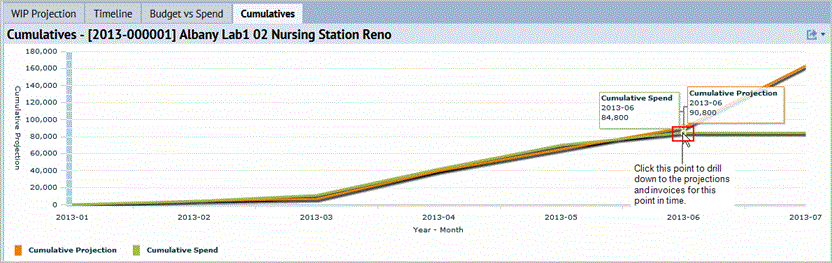 WIP Projection Timeline Budget vs Spend Cumulatives
Cumulatives - [2013-000001] Albany Lab1 02 Nursing Station Reno
180,000
160,000
140,000
120,000
100,000
80,000
60,000
40,000
20,000
0
Cumulative Projection
Cumulative Spend
2013-06
84,800
Cumulative Projection
2013-06
90,800
Click this point to drill
down to the projections
and invoices for this
point in time.
2013-01 2013-02 2013-03 2013-04 2013-05 2013-06 2013-07
Year - Month
Cumulative Projection Cumulative Spend